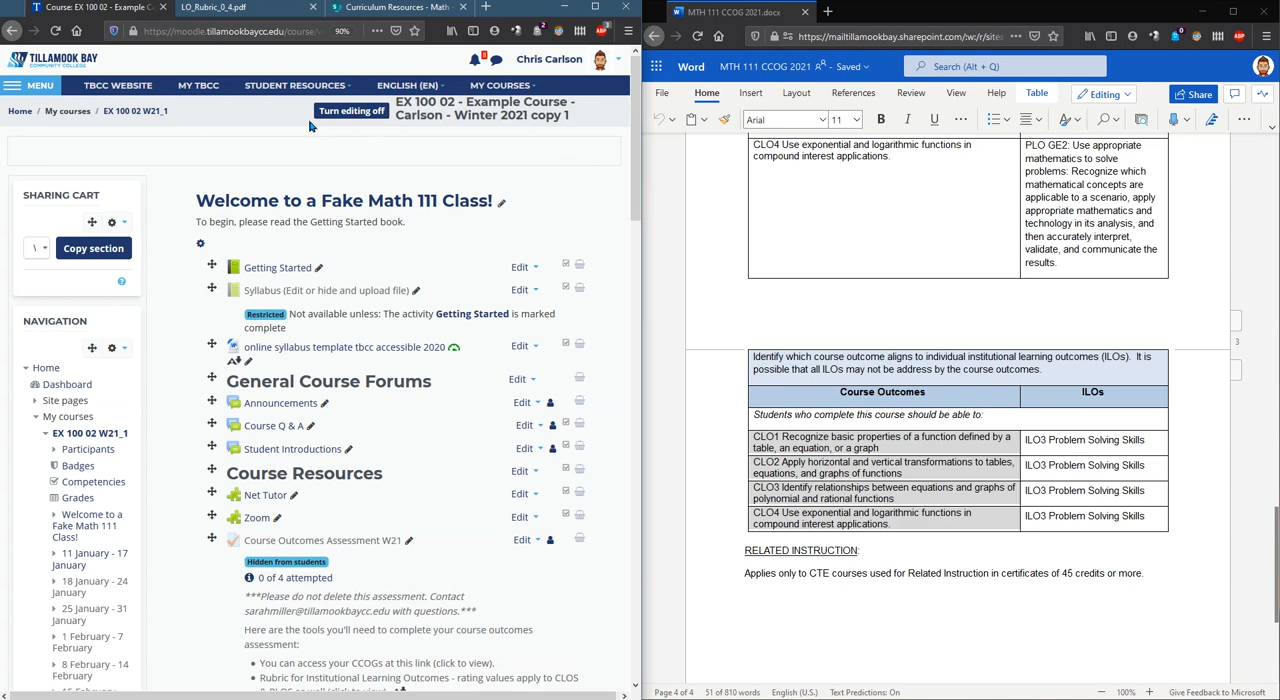 Course: EX 100 02 - Example C
LO_Rubric_0_4.pdf
Curriculum Resources - Math
MTH 111 CCOG 2021.docx
https://moodle.tillamookbaycc.edu/course/
90%
https://mailtillamookbay.sharepoint.com/:w:/r/sites
TILLAMOOK BAY
COMMUNITY COLLEGE
Chris Carlson
MENU
TBCC WEBSITE
MY TBCC
STUDENT RESOURCES
ENGLISH (EN)
MY COURSES
Home / My courses / EX 100 02 W21_1
Turn editing off
EX 100 02 - Example Course -
Carlson - Winter 2021 copy 1
SHARING CART
Copy section
NAVIGATION
Home
Dashboard
Site pages
My courses
EX 100 02 W21_1
Participants
Badges
Competencies
Grades
Welcome to a
Fake Math 111
Class!
11 January - 17
January
18 January - 24
January
25 January - 31
January
1 February - 7
February
8 February - 14
February
Welcome to a Fake Math 111 Class!
To begin, please read the Getting Started book.
Getting Started
Edit
Syllabus (Edit or hide and upload file)
Edit
Restricted Not available unless: The activity Getting Started is marked
complete
online syllabus template tbcc accessible 2020
Edit
General Course Forums
Edit
Announcements
Edit
Course Q & A
Edit
Student Introductions
Edit
Course Resources
Edit
Net Tutor
Edit
Zoom
Edit
Course Outcomes Assessment W21
Edit
Hidden from students
0 of 4 attempted
***Please do not delete this assessment. Contact
sarahmiller@tillamookbaycc.edu with questions.***
Here are the tools you'll need to complete your course outcomes
assessment:
• You can access your CCOGs at this link (click to view).
• Rubric for Institutional Learning Outcomes - rating values apply to CLOS
Word
MTH 111 CCOG 2021
- Saved
Search (Alt + Q)
File
Home
Insert
Layout
References
Review
View
Help
Table
Editing
Share
Arial
11
B
I
U
CLO4 Use exponential and logarithmic functions in
compound interest applications.
PLO GE2: Use appropriate
mathematics to solve
problems: Recognize which
mathematical concepts are
applicable to a scenario, apply
appropriate mathematics and
technology in its analysis, and
then accurately interpret,
validate, and communicate the
results.
3
Identify which course outcome aligns to individual institutional learning outcomes (ILOs). It is
possible that all ILOs may not be address by the course outcomes.
Course Outcomes
ILOs
Students who complete this course should be able to:
CLO1 Recognize basic properties of a function defined by a
table, an equation, or a graph
ILO3 Problem Solving Skills
CLO2 Apply horizontal and vertical transformations to tables,
equations, and graphs of functions
ILO3 Problem Solving Skills
CLO3 Identify relationships between equations and graphs of
polynomial and rational functions
ILO3 Problem Solving Skills
CLO4 Use exponential and logarithmic functions in
compound interest applications.
ILO3 Problem Solving Skills
RELATED INSTRUCTION:
Applies only to CTE courses used for Related Instruction in certificates of 45 credits or more.
Page 4 of 4
51 of 810 words
English (U.S.)
Text Predictions: On
100%
Give Feedback to Microsoft